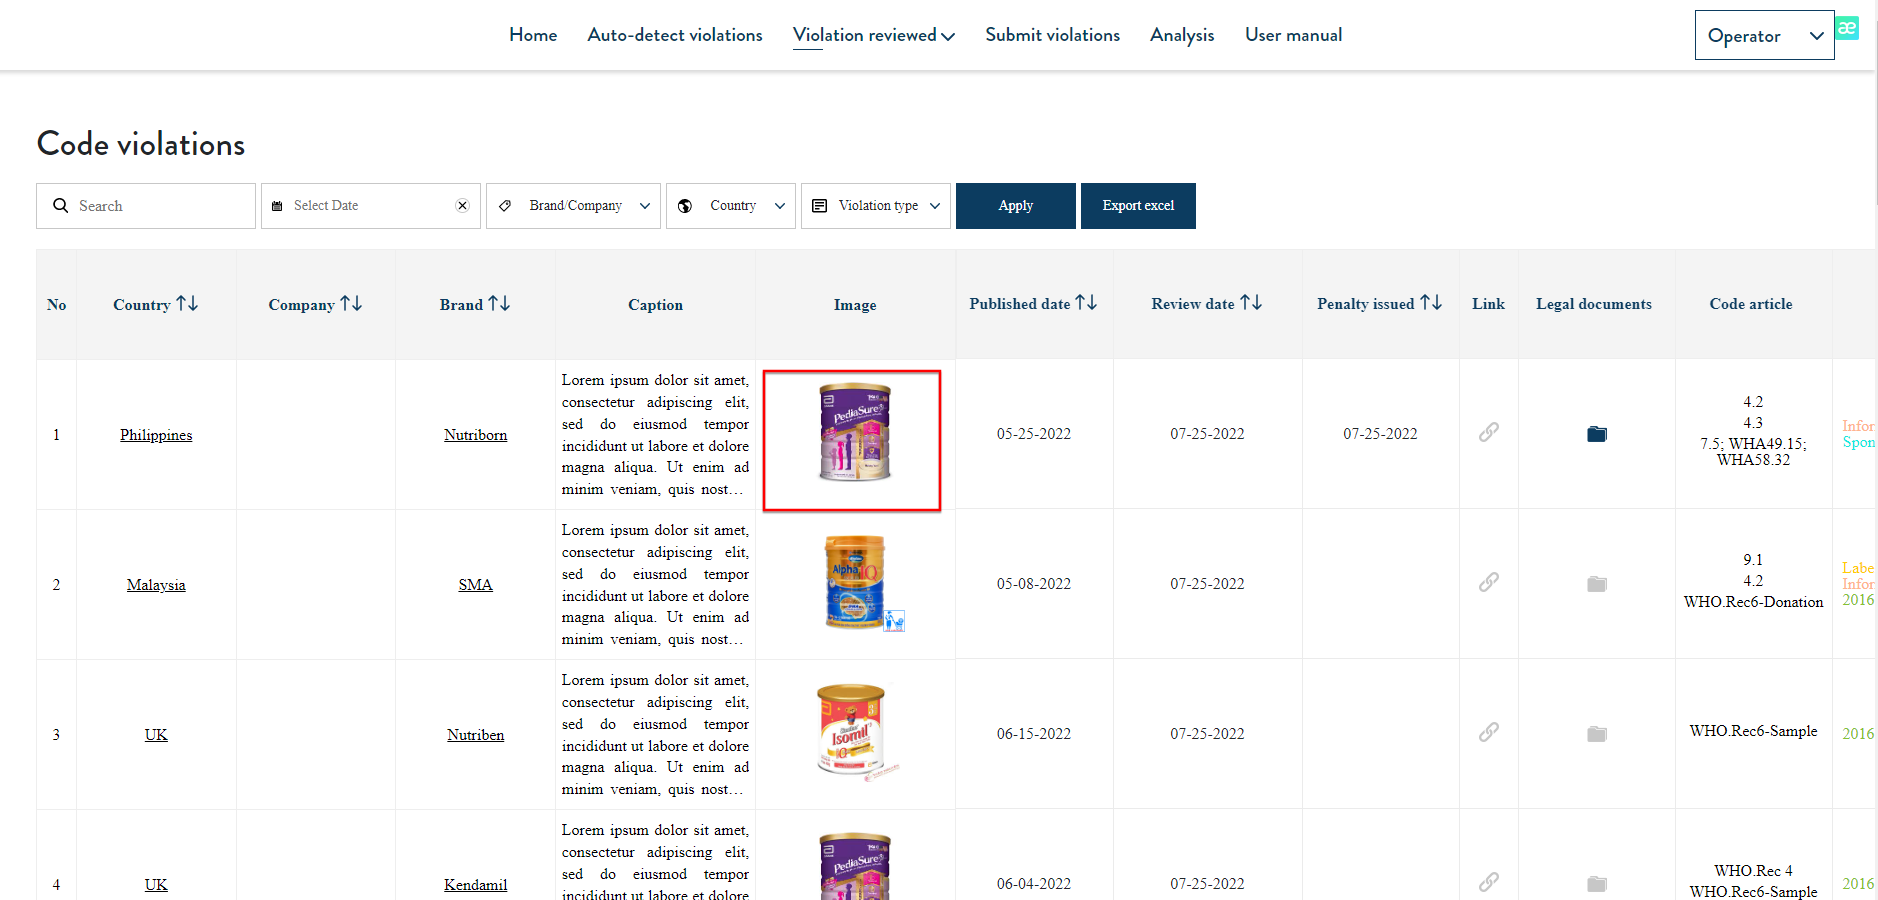 Home Auto-detect violations Violation reviewed Submit violations Analysis User manual Operator æ
Code violations
Search Select Date Brand/Company Country Violation type Apply Export excel
No Country Company Brand Caption Image Published date Review date Penalty issued Link Legal documents Code article
1 Philippines Nutriborn
Lorem ipsum dolor sit amet,
consectetur adipiscing elit,
sed do eiusmod tempor
incididunt ut labore et dolore
magna aliqua. Ut enim ad
minim veniam, quis nost...
PediaSure
05-25-2022 07-25-2022 07-25-2022
4.2
4.3
7.5; WHA49.15;
WHA58.32
Infor
Spon
2 Malaysia SMA
Lorem ipsum dolor sit amet,
consectetur adipiscing elit,
sed do eiusmod tempor
incididunt ut labore et dolore
magna aliqua. Ut enim ad
minim veniam, quis nost...
Alpha IQ
05-08-2022 07-25-2022
9.1
4.2
WHO.Rec6-Donation
Labe
Infor
2016
3 UK Nutriben
Lorem ipsum dolor sit amet,
consectetur adipiscing elit,
sed do eiusmod tempor
incididunt ut labore et dolore
magna aliqua. Ut enim ad
minim veniam, quis nost...
3
Isomil
IQ
06-15-2022 07-25-2022
WHO.Rec6-Sample
2016
4 UK Kendamil
Lorem ipsum dolor sit amet,
consectetur adipiscing elit,
sed do eiusmod tempor
incididunt ut labore et dolore
PediaSure
06-04-2022 07-25-2022
WHO.Rec 4
WHO.Rec6-Sample
2016